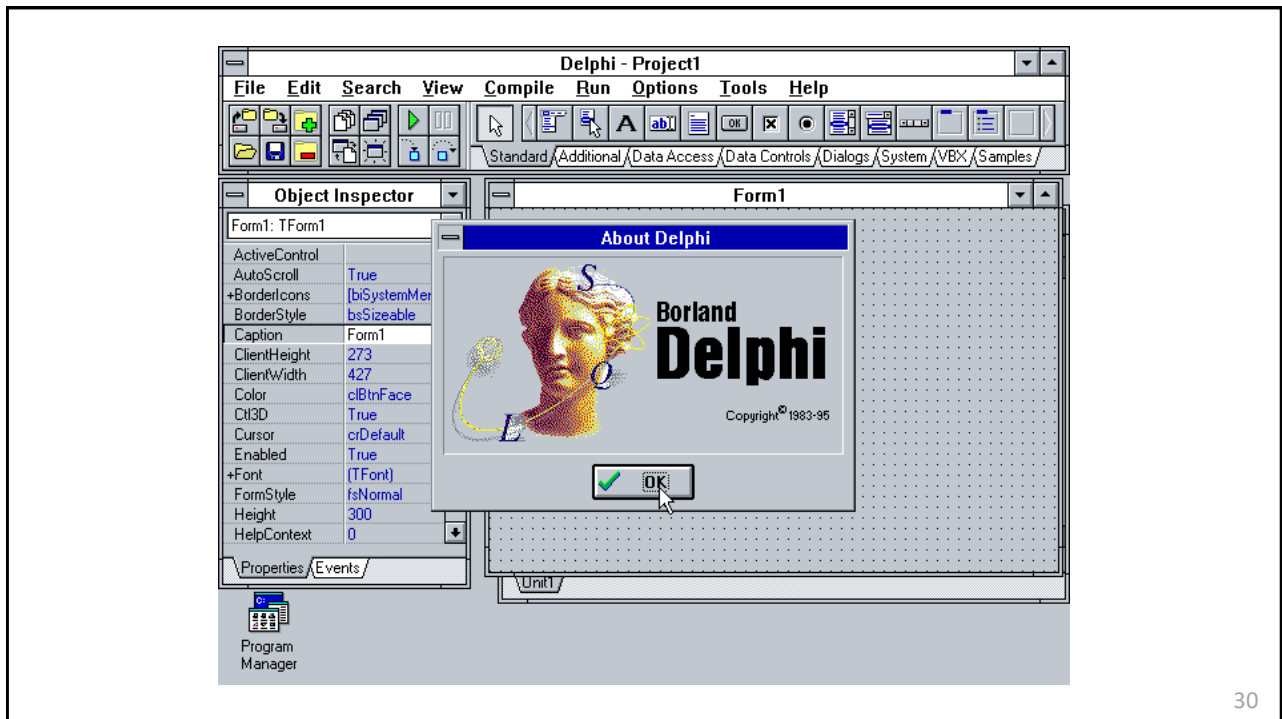 Delphi - Project1
File Edit Search View Compile Run Options Tools Help
A ab OK
Standard Additional Data Access Data Controls Dialogs System VBX Samples
Object Inspector
Form1: TForm1
ActiveControl
AutoScroll True
+BorderIcons [biSystemMer
BorderStyle bsSizeable
Caption Form1
ClientHeight 273
ClientWidth 427
Color clBtnFace
Ctl3D True
Cursor crDefault
Enabled True
+Font (TFont)
FormStyle fsNormal
Height 300
HelpContext 0
Properties Events
Form1
About Delphi
S
Q
L
Borland
Delphi
Copyright© 1983-95
OK
Unit1
C:
Program
Manager
30